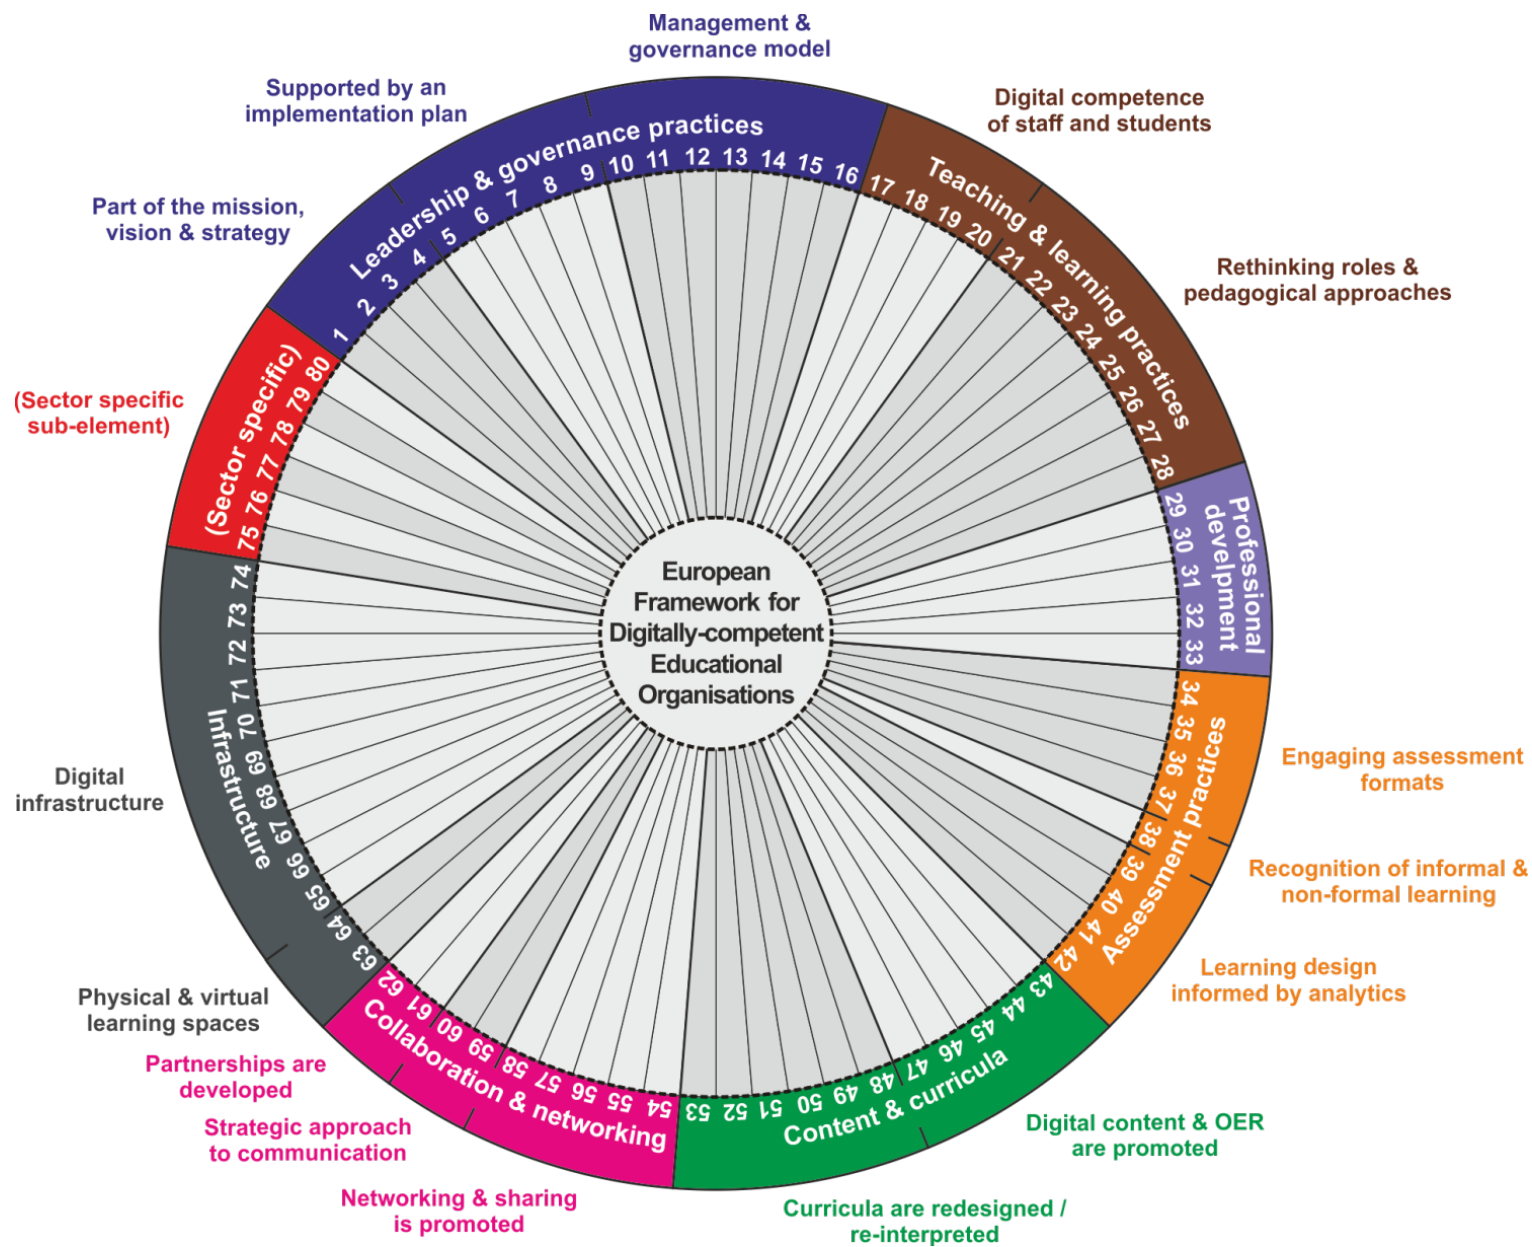 Management &
governance model
Supported by an
implementation plan
Part of the mission,
vision & strategy
(Sector specific
sub-element)
Digital
infrastructure
Physical & virtual
learning spaces
Partnerships are
developed
Strategic approach
to communication
Networking & sharing
is promoted
Curricula are redesigned /
re-interpreted
Digital content & OER
are promoted
Learning design
informed by analytics
Recognition of informal &
non-formal learning
Engaging assessment
formats
Rethinking roles &
pedagogical approaches
Digital competence
of staff and students
Leadership & governance practices
1 2 3 4 5 6 7 8 9 10 11 12 13 14 15 16
Teaching & learning practices
17 18 19 20 21 22 23 24 25 26 27 28
Professional
develpment
29 30 31 32 33
Assessment practices
34 35 36 37 38 39 40 41 42
Content & curricula
43 44 45 46 47 48 49 50 51 52 53
Collaboration & networking
54 55 56 57 58 59 60 61 62
Infrastructure
63 64 65 66 67 68 69 70 71 72 73 74
(Sector specific)
75 76 77 78 79 80
European
Framework for
Digitally-competent
Educational
Organisations